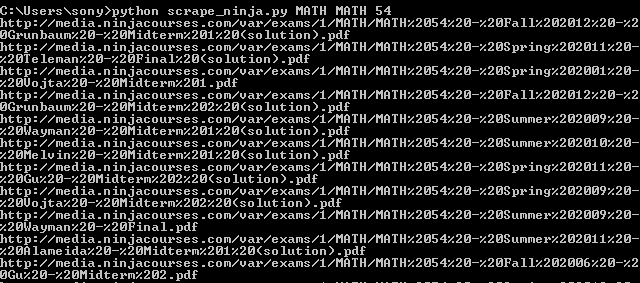 C:\Users\sony>python scrape_ninja.py MATH MATH 54
http://media.ninjacourses.com/var/exams/1/MATH/MATH%2054%20-%20Fall%202012%20-%2
0Grunbaum%20-%20Midterm%201%20(solution).pdf
http://media.ninjacourses.com/var/exams/1/MATH/MATH%2054%20-%20Spring%202011%20-
%20Teleman%20-%20Final%20(solution).pdf
http://media.ninjacourses.com/var/exams/1/MATH/MATH%2054%20-%20Spring%202001%20-
%20Vojta%20-%20Midterm%201.pdf
http://media.ninjacourses.com/var/exams/1/MATH/MATH%2054%20-%20Fall%202012%20-%2
0Grunbaum%20-%20Midterm%202%20(solution).pdf
http://media.ninjacourses.com/var/exams/1/MATH/MATH%2054%20-%20Summer%202009%20-
%20Wayman%20-%20Midterm%201%20(solution).pdf
http://media.ninjacourses.com/var/exams/1/MATH/MATH%2054%20-%20Summer%202010%20-
%20Melvin%20-%20Midterm%201%20(solution).pdf
http://media.ninjacourses.com/var/exams/1/MATH/MATH%2054%20-%20Spring%202011%20-
%20Gu%20-%20Midterm%202%20(solution).pdf
http://media.ninjacourses.com/var/exams/1/MATH/MATH%2054%20-%20Spring%202009%20-
%20Vojta%20-%20Midterm%202%20(solution).pdf
http://media.ninjacourses.com/var/exams/1/MATH/MATH%2054%20-%20Summer%202009%20-
%20Wayman%20-%20Final.pdf
http://media.ninjacourses.com/var/exams/1/MATH/MATH%2054%20-%20Summer%202011%20-
%20Alameida%20-%20Midterm%201%20(solution).pdf
http://media.ninjacourses.com/var/exams/1/MATH/MATH%2054%20-%20Fall%202006%20-%2
0Gu%20-%20Midterm%202.pdf